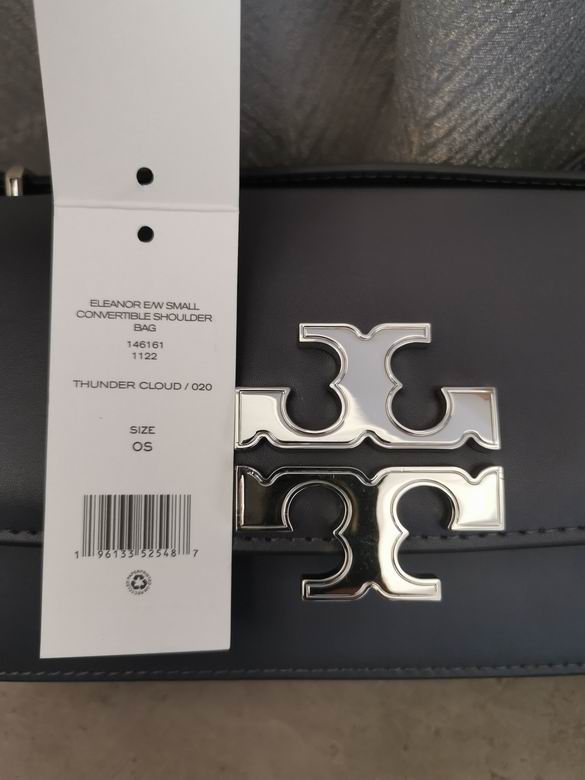 ELEANOR E/W SMALL
CONVERTIBLE SHOULDER
BAG
146161
1122
THUNDER CLOUD / 020
SIZE
OS
1 96133 52548 7